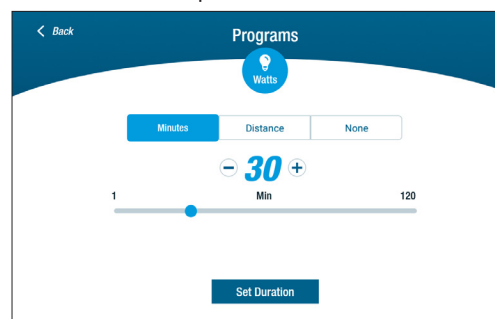 Back
Programs
Watts
Minutes Distance None
30
1 Min 120
Set Duration